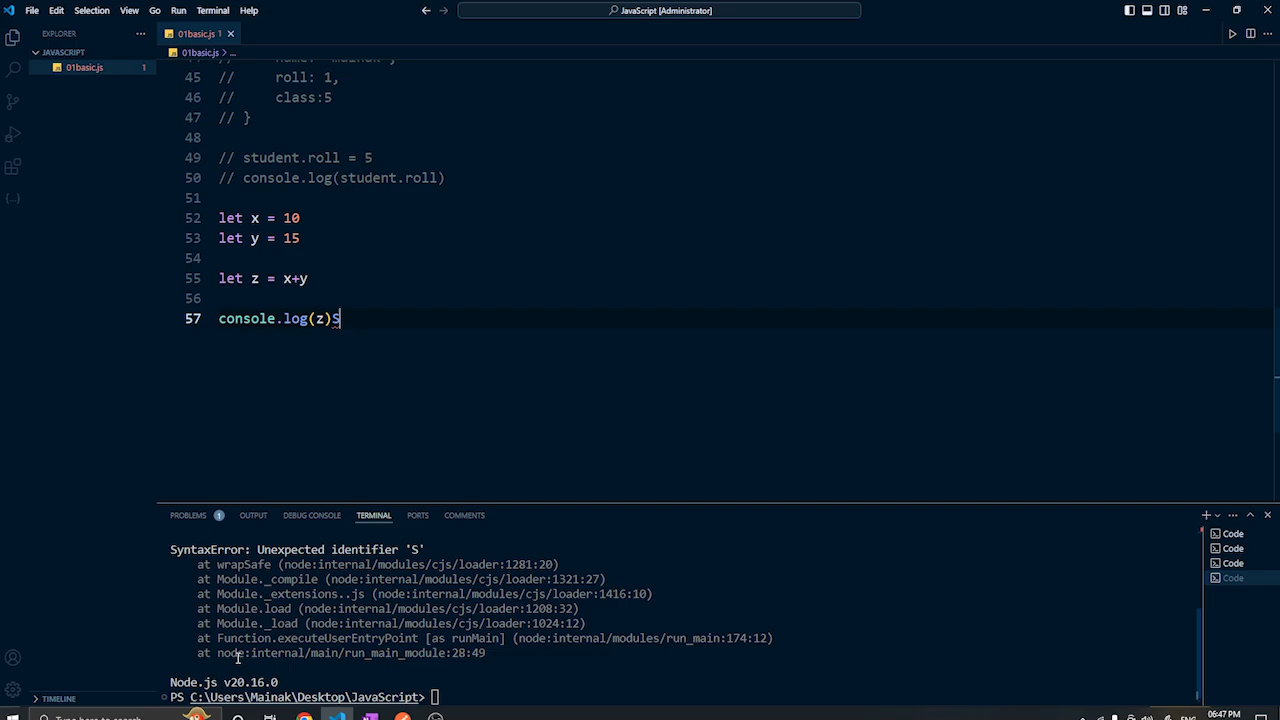 File Edit Selection View Go Run Terminal Help
JavaScript [Administrator]
EXPLORER
JAVASCRIPT
01basic.js 1
01basic.js 1
01basic.js > ...
45 // roll: 1,
46 // class:5
47 // }
48
49 // student.roll = 5
50 // console.log(student.roll)
51
52 let x = 10
53 let y = 15
54
55 let z = x+y
56
57 console.log(z)S
PROBLEMS 1 OUTPUT DEBUG CONSOLE TERMINAL PORTS COMMENTS
SyntaxError: Unexpected identifier 'S'
at wrapSafe (node:internal/modules/cjs/loader:1281:20)
at Module._compile (node:internal/modules/cjs/loader:1321:27)
at Module._extensions..js (node:internal/modules/cjs/loader:1416:10)
at Module.load (node:internal/modules/cjs/loader:1208:32)
at Module._load (node:internal/modules/cjs/loader:1024:12)
at Function.executeUserEntryPoint [as runMain] (node:internal/modules/run_main:174:12)
at node:internal/main/run_main_module:28:49
Node.js v20.16.0
PS C:\Users\Mainak\Desktop\JavaScript>
Code
Code
Code
Code
TIMELINE
06:47 PM